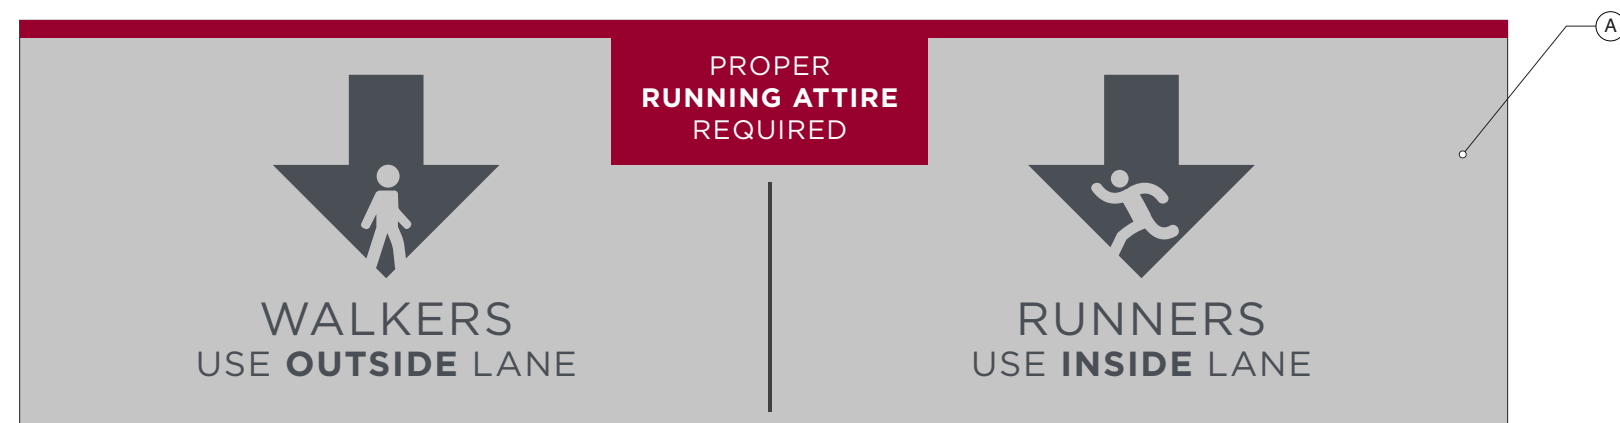 PROPER
RUNNING ATTIRE
REQUIRED
WALKERS
USE OUTSIDE LANE
RUNNERS
USE INSIDE LANE
A